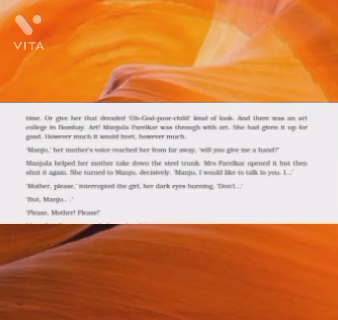 VITA
time. Or give her that dreaded 'Oh-God-poor-child' kind of look. And there was an art
college in Bombay. Art! Manjula Parelkar was through with art. She had given it up for
good. However much it would hurt, however much.
'Manju,' her mother's voice reached her from far away, 'will you give me a hand?'
Manjula helped her mother take down the steel trunk. Mrs Parelkar opened it but then
shut it again. She turned to Manju, decisively. 'Manju, I would like to talk to you. I...'
'Mother, please,' interrupted the girl, her dark eyes burning. 'Don't...'
'But, Manju.. .'
'Please, Mother! Please!'